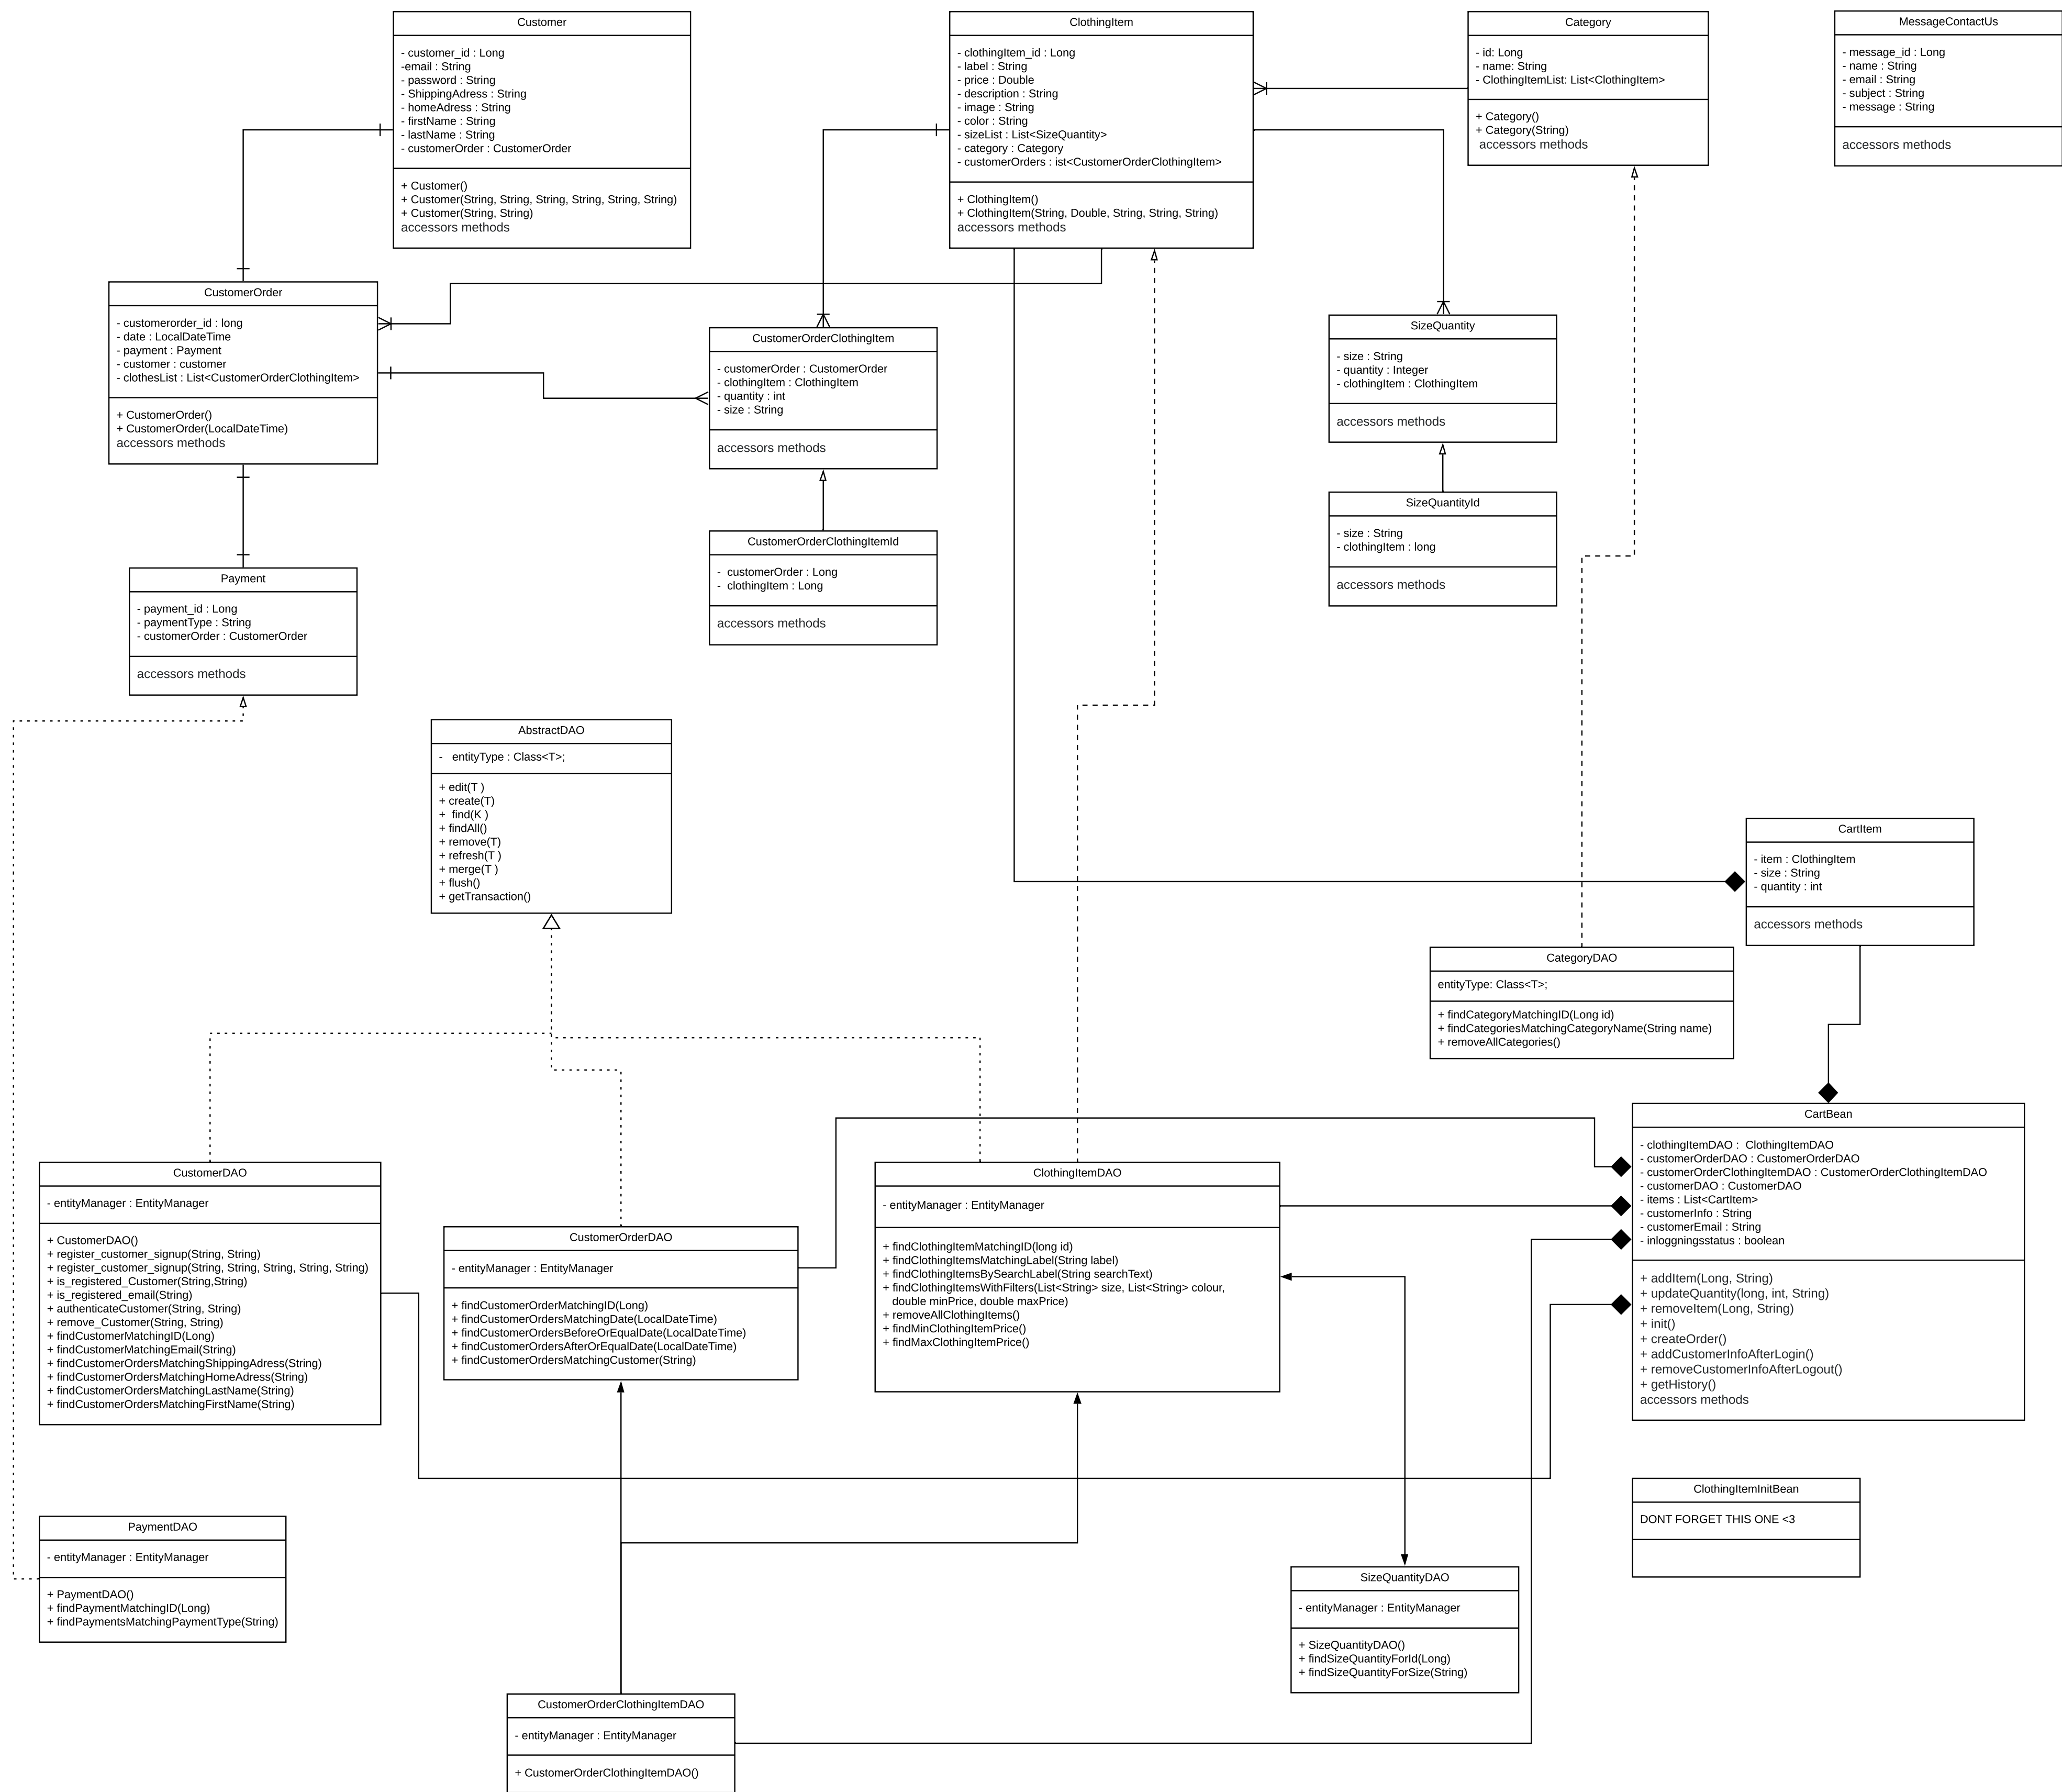 Customer
- customer_id : Long
-email : String
- password : String
- ShippingAdress : String
- homeAdress : String
- firstName : String
- lastName : String
- customerOrder : CustomerOrder
+ Customer()
+ Customer(String, String, String, String, String, String)
+ Customer(String, String)
accessors methods
ClothingItem
- clothingItem_id : Long
- label : String
- price : Double
- description : String
- image : String
- color : String
- sizeList : List<SizeQuantity>
- category : Category
- customerOrders : ist<CustomerOrderClothingItem>
+ ClothingItem()
+ ClothingItem(String, Double, String, String, String)
accessors methods
Category
- id: Long
- name: String
- ClothingItemList: List<ClothingItem>
+ Category()
+ Category(String)
accessors methods
MessageContactUs
- message_id : Long
- name : String
- email : String
- subject : String
- message : String
accessors methods
CustomerOrder
- customerorder_id : long
- date : LocalDateTime
- payment : Payment
- customer : customer
- clothesList : List<CustomerOrderClothingItem>
+ CustomerOrder()
+ CustomerOrder(LocalDateTime)
accessors methods
CustomerOrderClothingItem
- customerOrder : CustomerOrder
- clothingItem : ClothingItem
- quantity : int
- size : String
accessors methods
SizeQuantity
- size : String
- quantity : Integer
- clothingItem : ClothingItem
accessors methods
SizeQuantityId
- size : String
- clothingItem : long
accessors methods
CustomerOrderClothingItemId
-  customerOrder : Long
-  clothingItem : Long
accessors methods
Payment
- payment_id : Long
- paymentType : String
- customerOrder : CustomerOrder
accessors methods
AbstractDAO
-   entityType : Class<T>;
+ edit(T )
+ create(T)
+  find(K )
+ findAll()
+ remove(T)
+ refresh(T )
+ merge(T )
+ flush()
+ getTransaction()
CartItem
- item : ClothingItem
- size : String
- quantity : int
accessors methods
CategoryDAO
entityType: Class<T>;
+ findCategoryMatchingID(Long id)
+ findCategoriesMatchingCategoryName(String name)
+ removeAllCategories()
CartBean
- clothingItemDAO :  ClothingItemDAO
- customerOrderDAO : CustomerOrderDAO
- customerOrderClothingItemDAO : CustomerOrderClothingItemDAO
- customerDAO : CustomerDAO
- items : List<CartItem>
- customerInfo : String
- customerEmail : String
- inloggningsstatus : boolean
+ addItem(Long, String)
+ updateQuantity(long, int, String)
+ removeItem(Long, String)
+ init()
+ createOrder()
+ addCustomerInfoAfterLogin()
+ removeCustomerInfoAfterLogout()
+ getHistory()
accessors methods
CustomerDAO
- entityManager : EntityManager
+ CustomerDAO()
+ register_customer_signup(String, String)
+ register_customer_signup(String, String, String, String, String)
+ is_registered_Customer(String,String)
+ is_registered_email(String)
+ authenticateCustomer(String, String)
+ remove_Customer(String, String)
+ findCustomerMatchingID(Long)
+ findCustomerMatchingEmail(String)
+ findCustomerOrdersMatchingShippingAdress(String)
+ findCustomerOrdersMatchingHomeAdress(String)
+ findCustomerOrdersMatchingLastName(String)
+ findCustomerOrdersMatchingFirstName(String)
CustomerOrderDAO
- entityManager : EntityManager
+ findCustomerOrderMatchingID(Long)
+ findCustomerOrdersMatchingDate(LocalDateTime)
+ findCustomerOrdersBeforeOrEqualDate(LocalDateTime)
+ findCustomerOrdersAfterOrEqualDate(LocalDateTime)
+ findCustomerOrdersMatchingCustomer(String)
ClothingItemDAO
- entityManager : EntityManager
+ findClothingItemMatchingID(long id)
+ findClothingItemsMatchingLabel(String label)
+ findClothingItemsBySearchLabel(String searchText)
+ findClothingItemsWithFilters(List<String> size, List<String> colour,
double minPrice, double maxPrice)
+ removeAllClothingItems()
+ findMinClothingItemPrice()
+ findMaxClothingItemPrice()
ClothingItemInitBean
DONT FORGET THIS ONE <3
PaymentDAO
- entityManager : EntityManager
+ PaymentDAO()
+ findPaymentMatchingID(Long)
+ findPaymentsMatchingPaymentType(String)
SizeQuantityDAO
- entityManager : EntityManager
+ SizeQuantityDAO()
+ findSizeQuantityForId(Long)
+ findSizeQuantityForSize(String)
CustomerOrderClothingItemDAO
- entityManager : EntityManager
+ CustomerOrderClothingItemDAO()